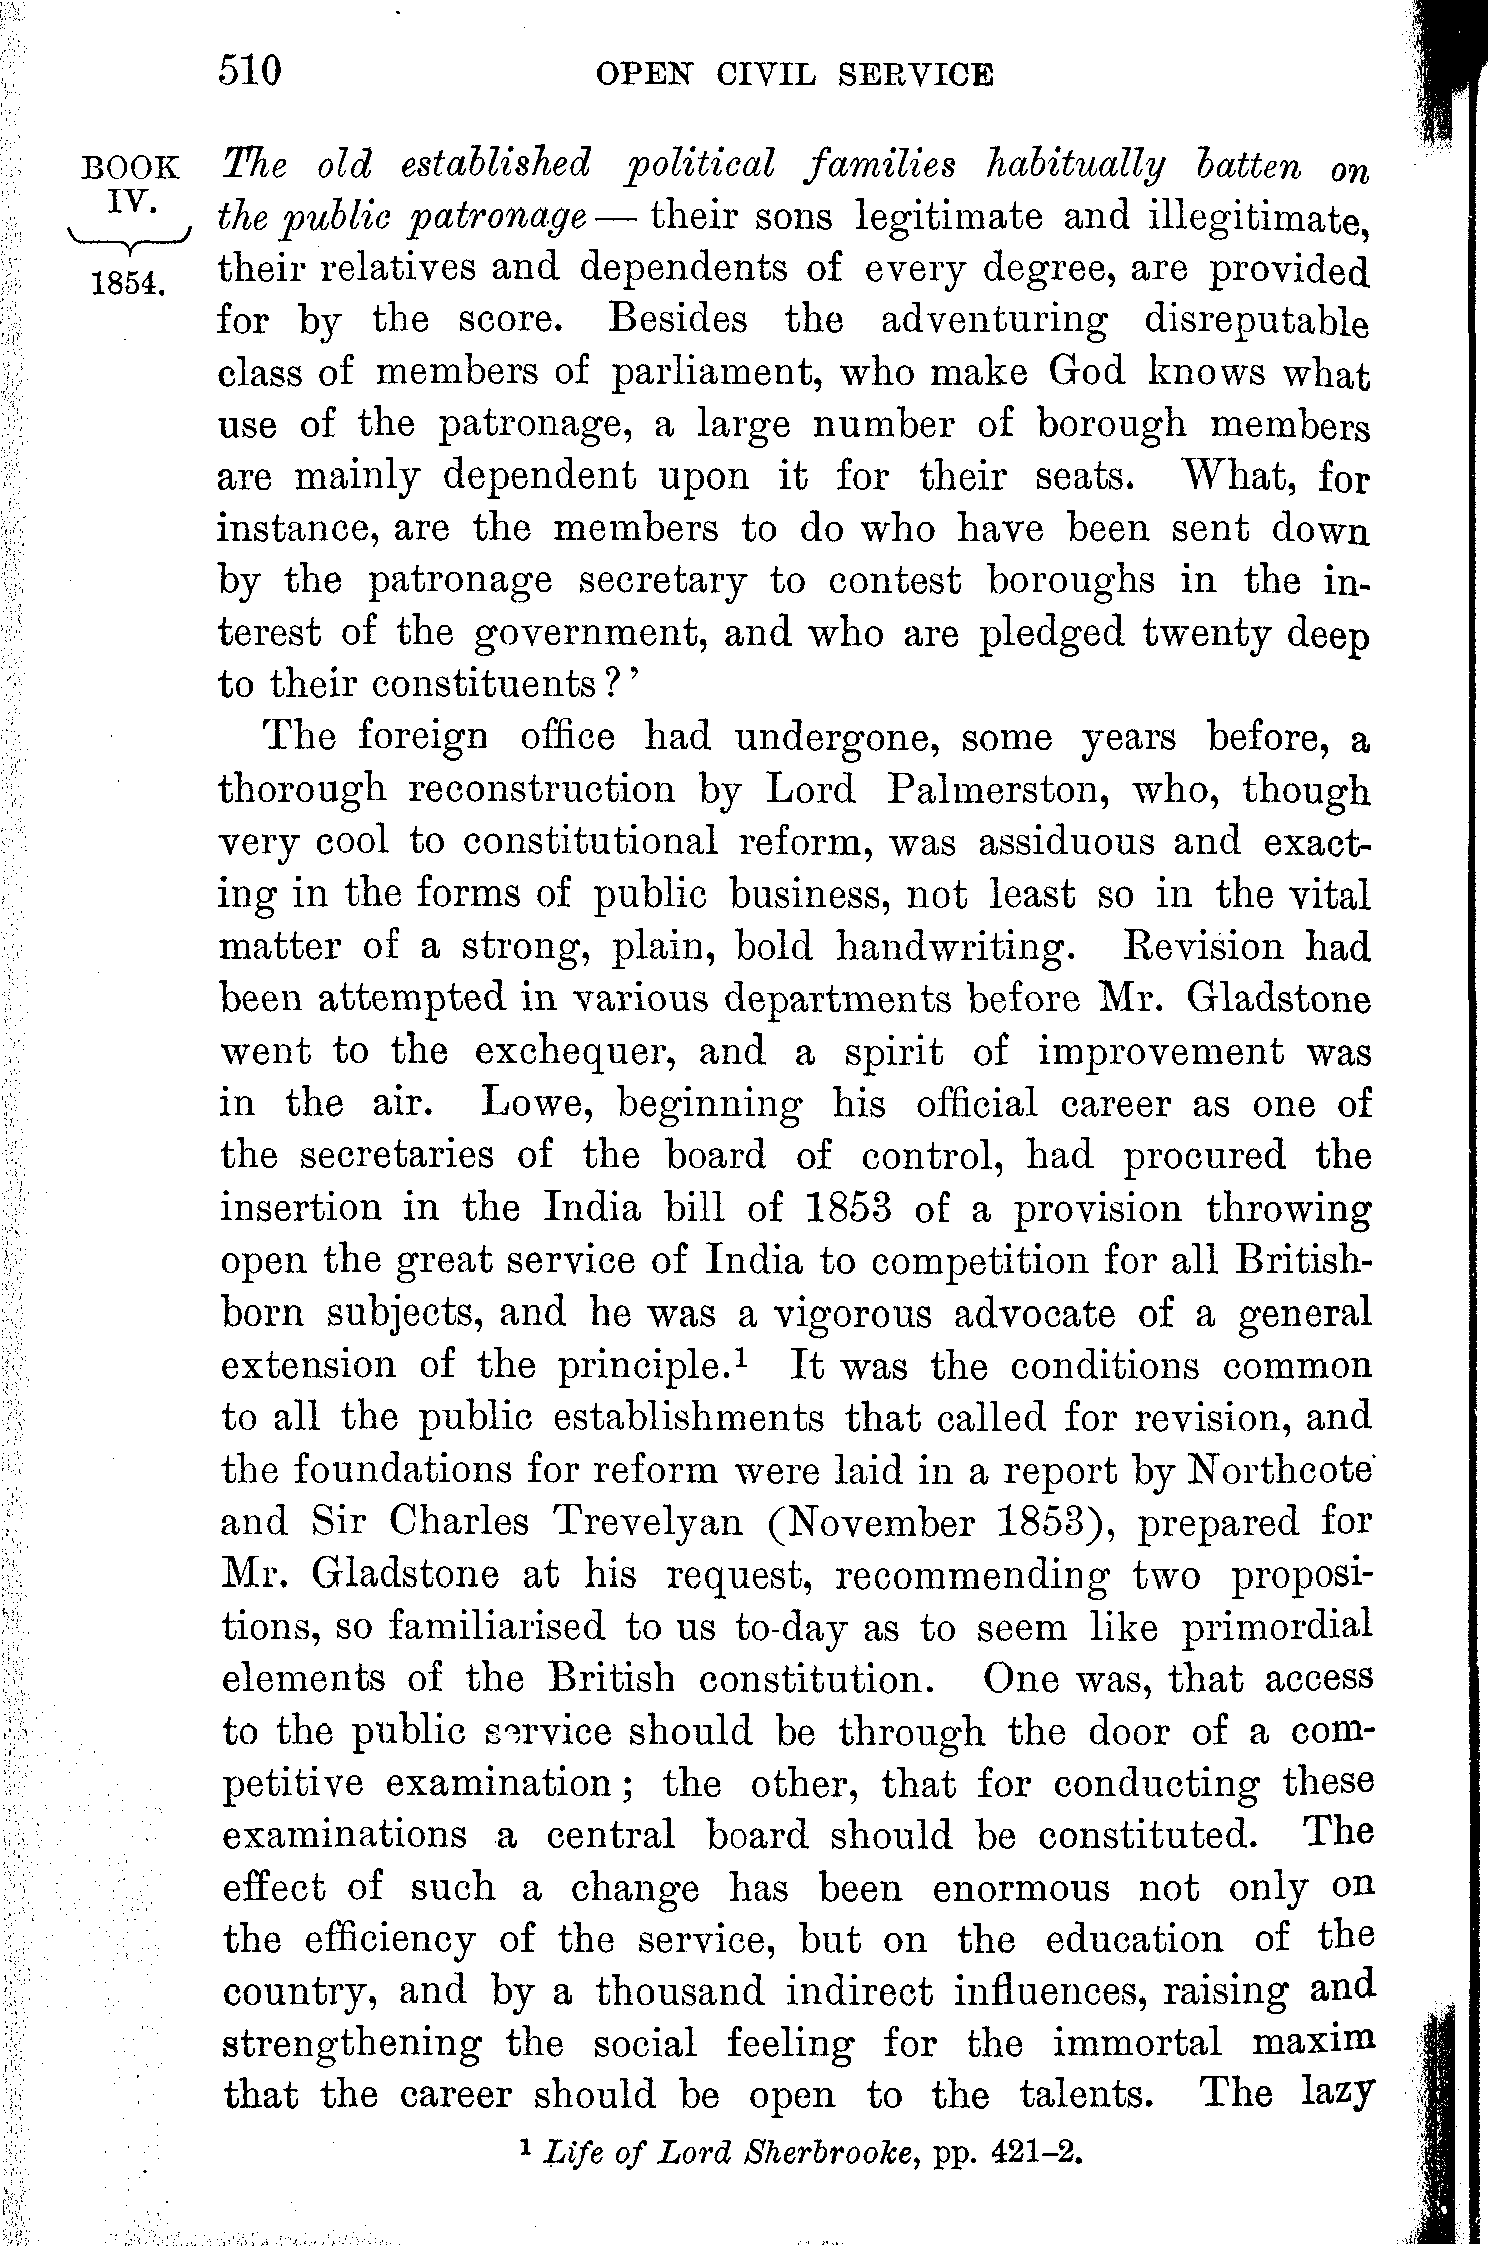 510 OPEN CIVIL SERVICE
BOOK
IV.
1854.
The old established political families habitually batten on
the public patronage — their sons legitimate and illegitimate,
their relatives and dependents of every degree, are provided
for by the score. Besides the adventuring disreputable
class of members of parliament, who make God knows what
use of the patronage, a large number of borough members
are mainly dependent upon it for their seats. What, for
instance, are the members to do who have been sent down
by the patronage secretary to contest boroughs in the in-
terest of the government, and who are pledged twenty deep
to their constituents?'
The foreign office had undergone, some years before, a
thorough reconstruction by Lord Palmerston, who, though
very cool to constitutional reform, was assiduous and exact-
ing in the forms of public business, not least so in the vital
matter of a strong, plain, bold handwriting. Revision had
been attempted in various departments before Mr. Gladstone
went to the exchequer, and a spirit of improvement was
in the air. Lowe, beginning his official career as one of
the secretaries of the board of control, had procured the
insertion in the India bill of 1853 of a provision throwing
open the great service of India to competition for all British-
born subjects, and he was a vigorous advocate of a general
extension of the principle.¹ It was the conditions common
to all the public establishments that called for revision, and
the foundations for reform were laid in a report by Northcote
and Sir Charles Trevelyan (November 1853), prepared for
Mr. Gladstone at his request, recommending two proposi-
tions, so familiarised to us to-day as to seem like primordial
elements of the British constitution. One was, that access
to the public service should be through the door of a com-
petitive examination; the other, that for conducting these
examinations a central board should be constituted. The
effect of such a change has been enormous not only on
the efficiency of the service, but on the education of the
country, and by a thousand indirect influences, raising and
strengthening the social feeling for the immortal maxim
that the career should be open to the talents. The lazy
¹ Life of Lord Sherbrooke, pp. 421-2.